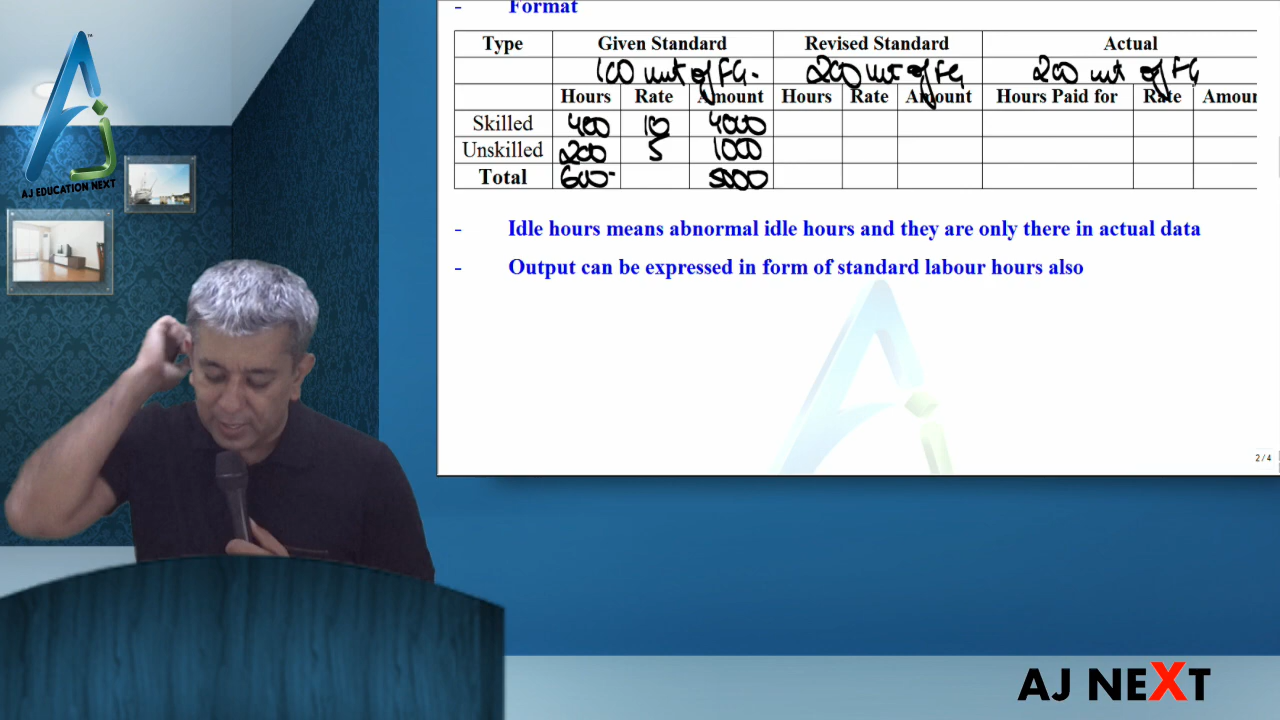 - Format
Type Given Standard Revised Standard Actual
100 unit of FG. 200 unit of FG 200 unit of FG
Hours Rate Amount Hours Rate Amount Hours Paid for Rate Amoun
Skilled 400 10 4000
Unskilled 200 5 1000
Total 600 5000
- Idle hours means abnormal idle hours and they are only there in actual data
- Output can be expressed in form of standard labour hours also
2/4
AJ EDUCATION NEXT
AJ NEXT